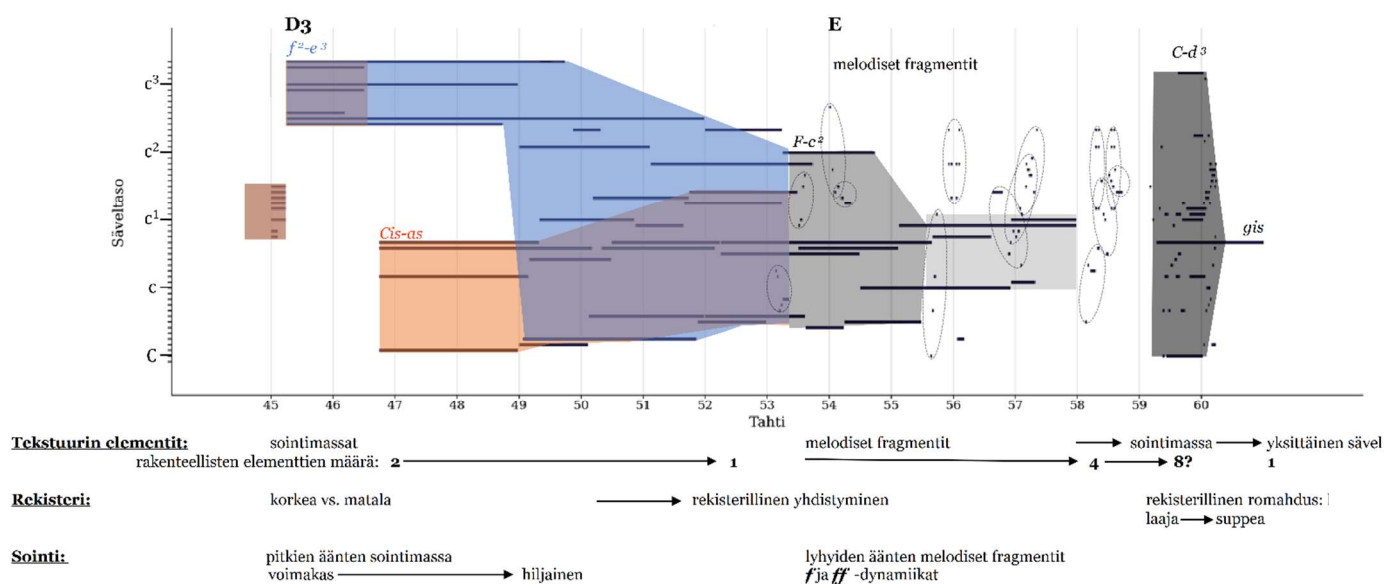 D3 E
f²-e³ C-d³
c³ melodiset fragmentit
c² F-c²
c¹
Cis-as gis
c
C
Säveltaso
45 46 47 48 49 50 51 52 53 54 55 56 57 58 59 60
Tahti
Tekstuurin elementit: sointimassat melodiset fragmentit sointimassa yksittäinen sävel
rakenteellisten elementtien määrä: 2 1 4 8? 1
Rekisteri: korkea vs. matala rekisterillinen yhdistyminen rekisterillinen romahdus:
laaja suppea
Sointi: pitkien äänten sointimassa lyhyiden äänten melodiset fragmentit
voimakas hiljainen f ja ff -dynamiikat